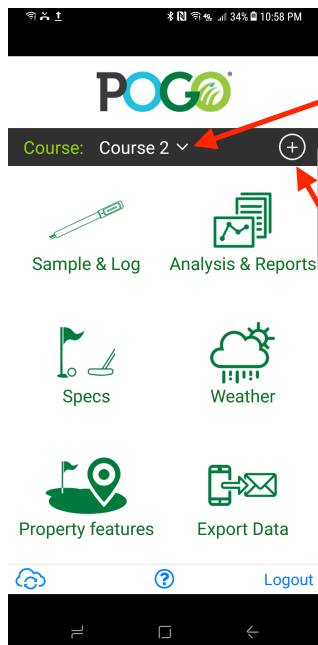 34% 10:58 PM
POGO®
Course: Course 2
Sample & Log
Analysis & Reports
Specs
Weather
Property features
Export Data
Logout